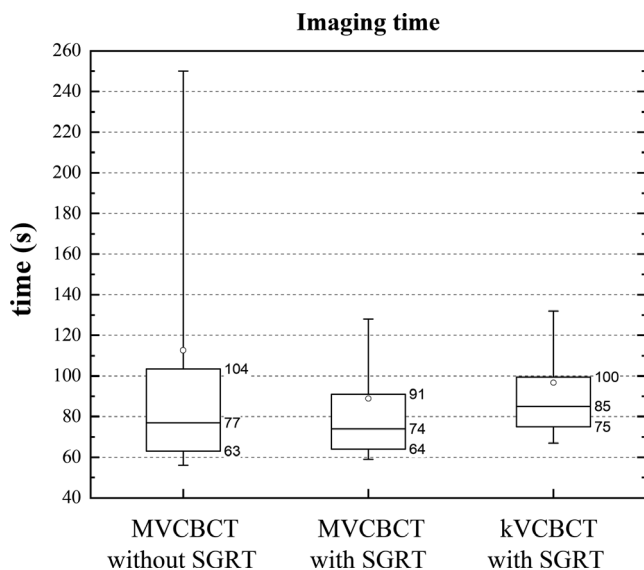 Imaging time
time (s)
260
240
220
200
180
160
140
120
100
80
60
40
104
77
63
91
74
64
100
85
75
MVCBCT
without SGRT
MVCBCT
with SGRT
kVCBCT
with SGRT